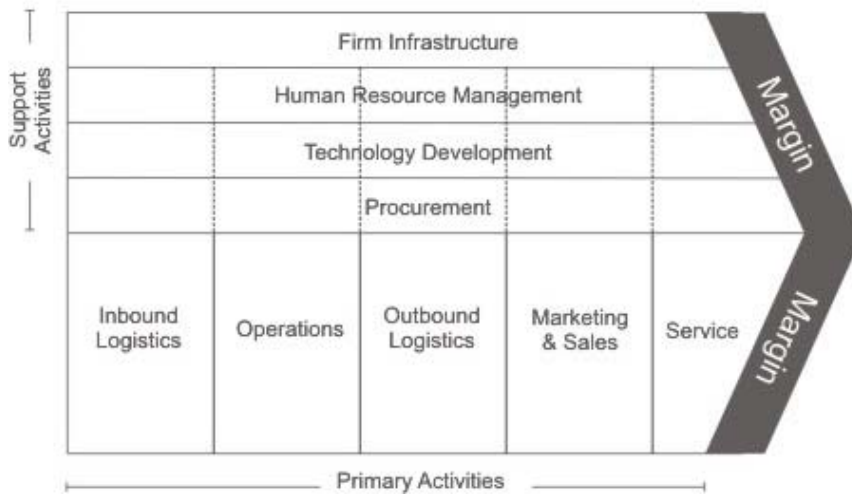 Support
Activities
Firm Infrastructure
Human Resource Management
Technology Development
Procurement
Margin
Inbound
Logistics
Operations
Outbound
Logistics
Marketing
& Sales
Service
Margin
Primary Activities